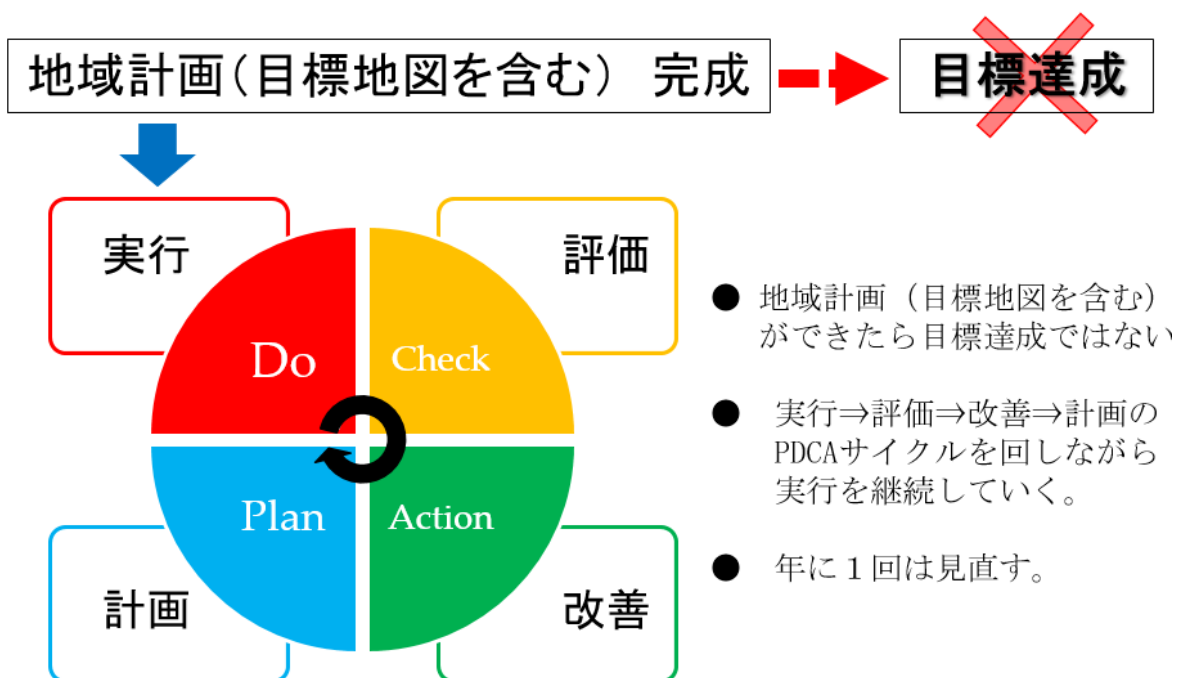 地域計画（目標地図を含む） 完成
目標達成
実行
評価
Do
Check
Plan
Action
計画
改善
● 地域計画（目標地図を含む）
ができたら目標達成ではない
● 実行⇒評価⇒改善⇒計画の
PDCAサイクルを回しながら
実行を継続していく。
● 年に１回は見直す。